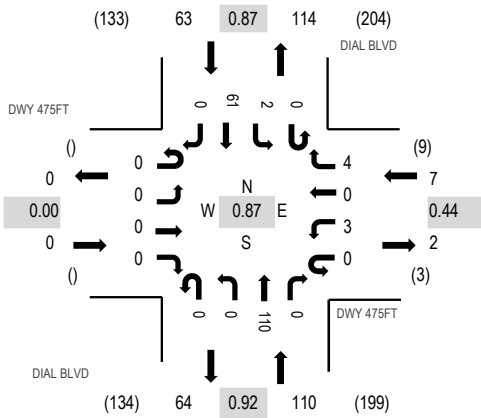 (133) 63 0.87 114 (204)
DIAL BLVD
DWY 475FT
0 61 2 0
() 0 4 (9)
0 0 N 0 7
0.00 W 0.87 E 0.44
0 0 S 3 2
() 0 0 (3)
0 0 110 0
DWY 475FT
DIAL BLVD
(134) 64 0.92 110 (199)